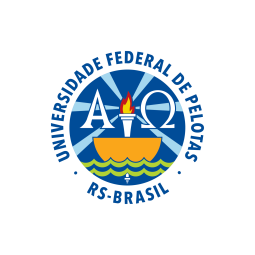 UNIVERSIDADE FEDERAL DE PELOTAS
Α Ω
· RS-BRASIL ·